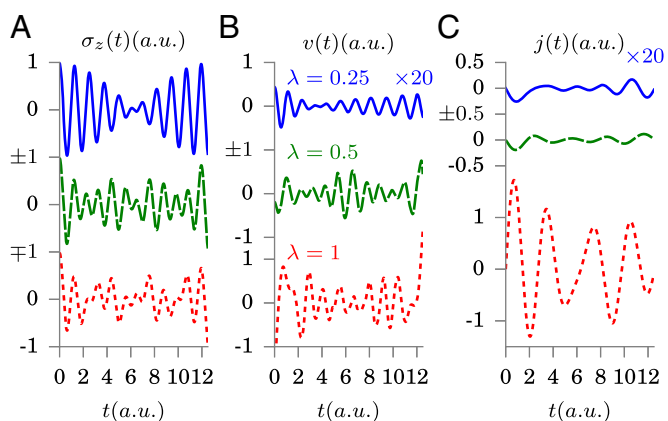 A
σz(t)(a.u.)
1
0
±1
0
∓1
0
-1
0 2 4 6 8 10 12
t(a.u.)
B
v(t)(a.u.)
1
λ = 0.25 ×20
0
±1
λ = 0.5
0
-1
1
λ = 1
0
-1
0 2 4 6 8 10 12
t(a.u.)
C
j(t)(a.u.)
×20
0.5
0
±0.5
0
-0.5
1
0
-1
0 2 4 6 8 10 12
t(a.u.)